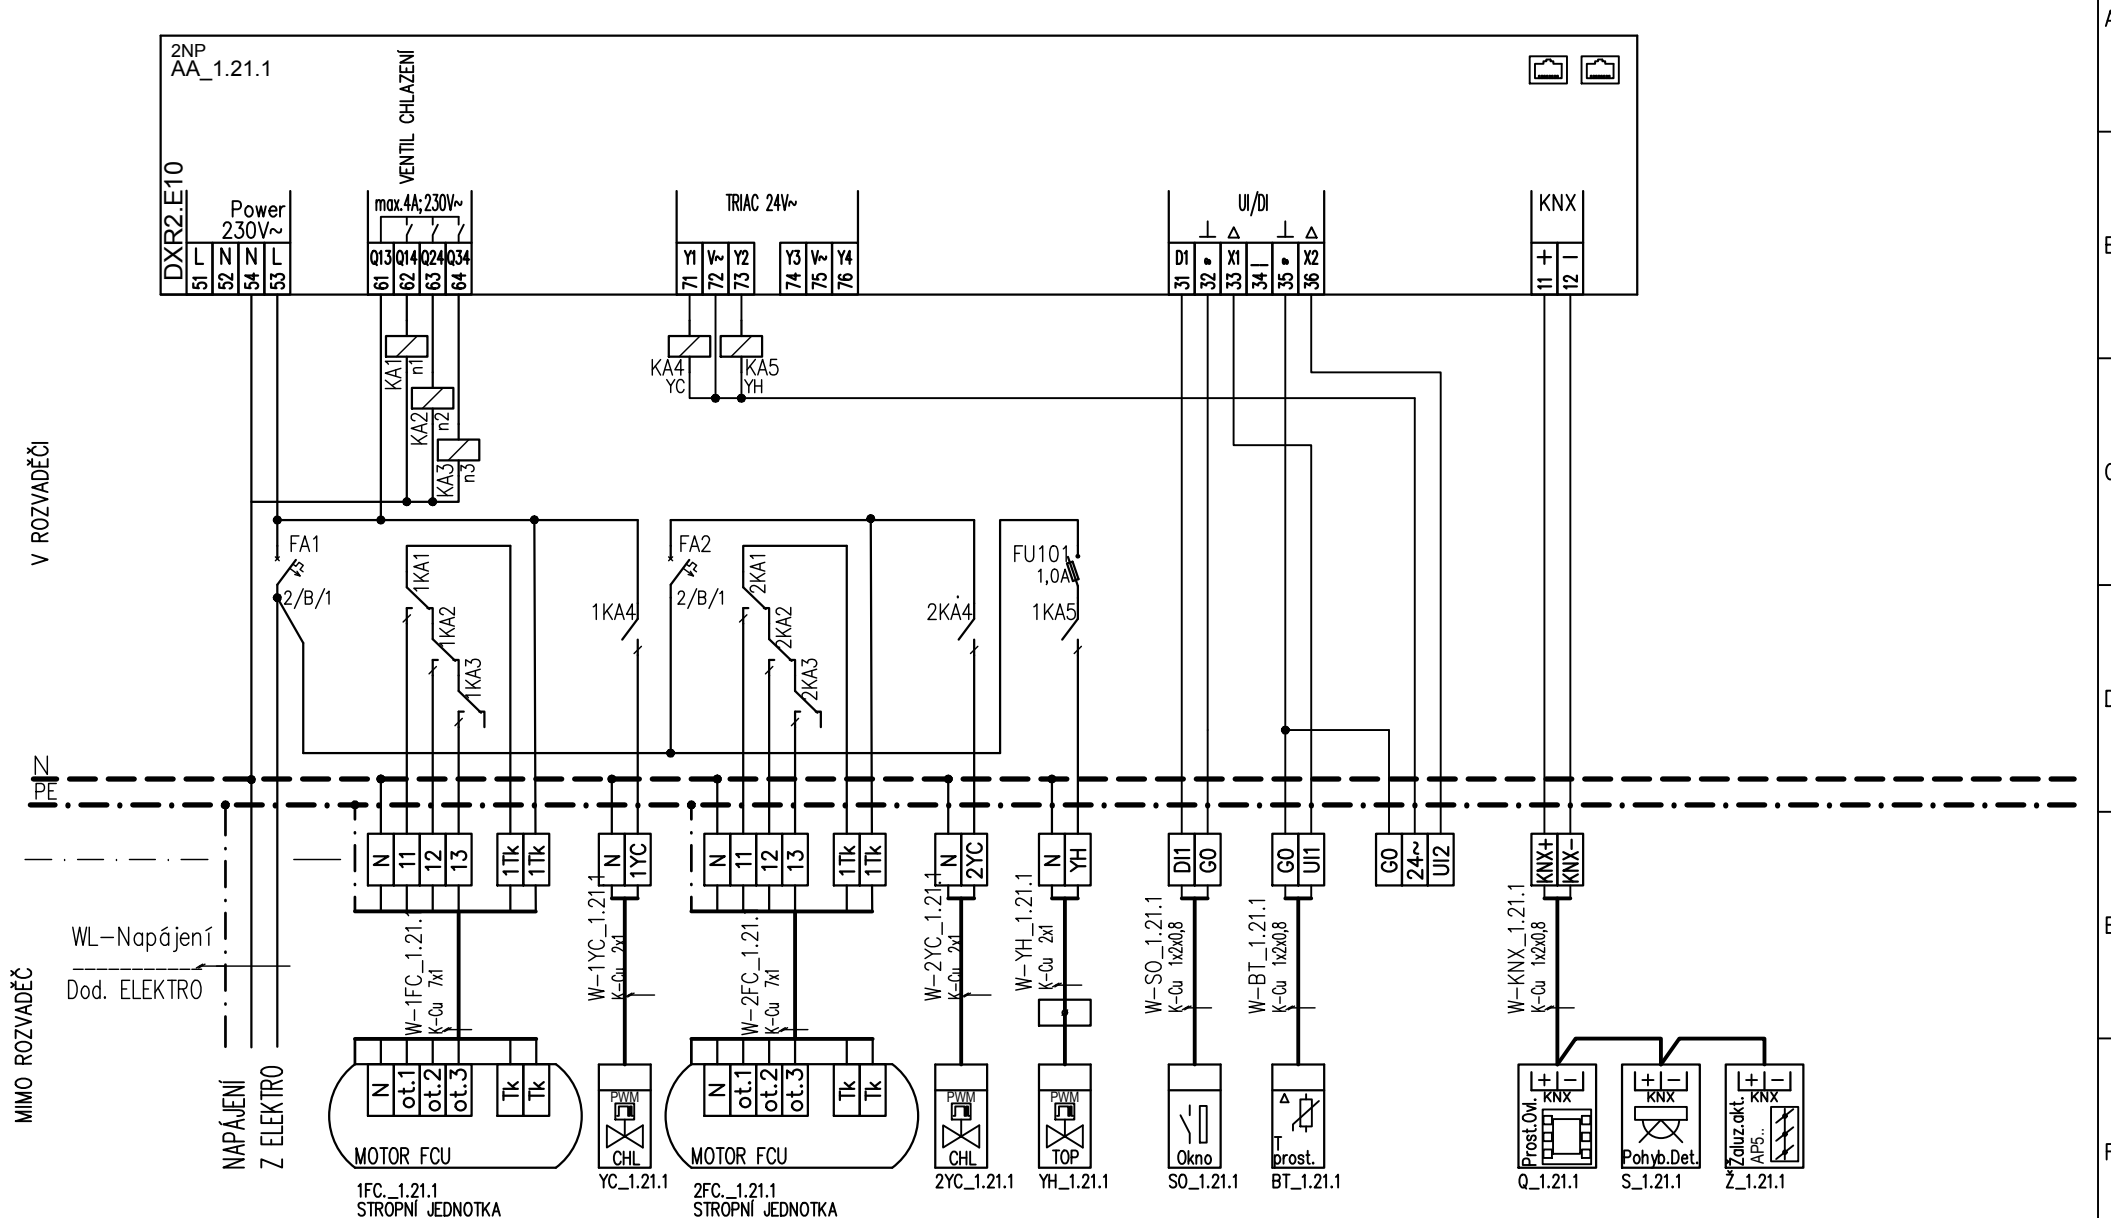 2NP
AA_1.21.1
DXR2.E10
VENTIL CHLAZENÍ
Power
230V~
max.4A;230V~
TRIAC 24V~
UI/DI
KNX
L N N L
51 52 54 53
Q13 Q14 Q24 Q34
61 62 63 64
Y1 V~ Y2
71 72 73
Y3 V~ Y4
74 75 76
D1 X1 X2
31 32 33 34 35 36
+ −
11 12
KA1
n1
KA2
n2
KA3
n3
KA4
YC
KA5
YH
V ROZVADĚČI
FA1
2/B/1
1KA1
1KA2
1KA3
1KA4
FA2
2/B/1
2KA1
2KA2
2KA3
2KA4
FU101
1,0A
1KA5
N
PE
N 11 12 13 1Tk 1Tk
N 1YC
N 11 12 13 1Tk 1Tk
N 2YC
N YH
DI1 G0
G0 UI1
G0 24~ UI2
KNX+ KNX−
WL−Napájení
Dod. ELEKTRO
MIMO ROZVADĚČ
NAPÁJENÍ
Z ELEKTRO
W−1FC_1.21.
K−Cu 7x1
W−1YC_1.21.1
K−Cu 2x1
W−2FC_1.21.
K−Cu 7x1
W−2YC_1.21.1
K−Cu 2x1
W−YH_1.21.1
K−Cu 2x1
W−SO_1.21.1
K−Cu 1x2x0,8
W−BT_1.21.1
K−Cu 1x2x0,8
W−KNX_1.21.1
K−Cu 1x2x0,8
N ot.1 ot.2 ot.3 Tk Tk
MOTOR FCU
1FC._1.21.1
STROPNÍ JEDNOTKA
PWM
CHL
YC_1.21.1
N ot.1 ot.2 ot.3 Tk Tk
MOTOR FCU
2FC._1.21.1
STROPNÍ JEDNOTKA
PWM
CHL
2YC_1.21.1
PWM
TOP
YH_1.21.1
Okno
SO_1.21.1
T
prost.
BT_1.21.1
+ −
KNX
Prost.Ovl.
Q_1.21.1
+ −
KNX
Pohyb.Det.
S_1.21.1
+ −
KNX
Žaluz.akt.
AP5..
Ž_1.21.1